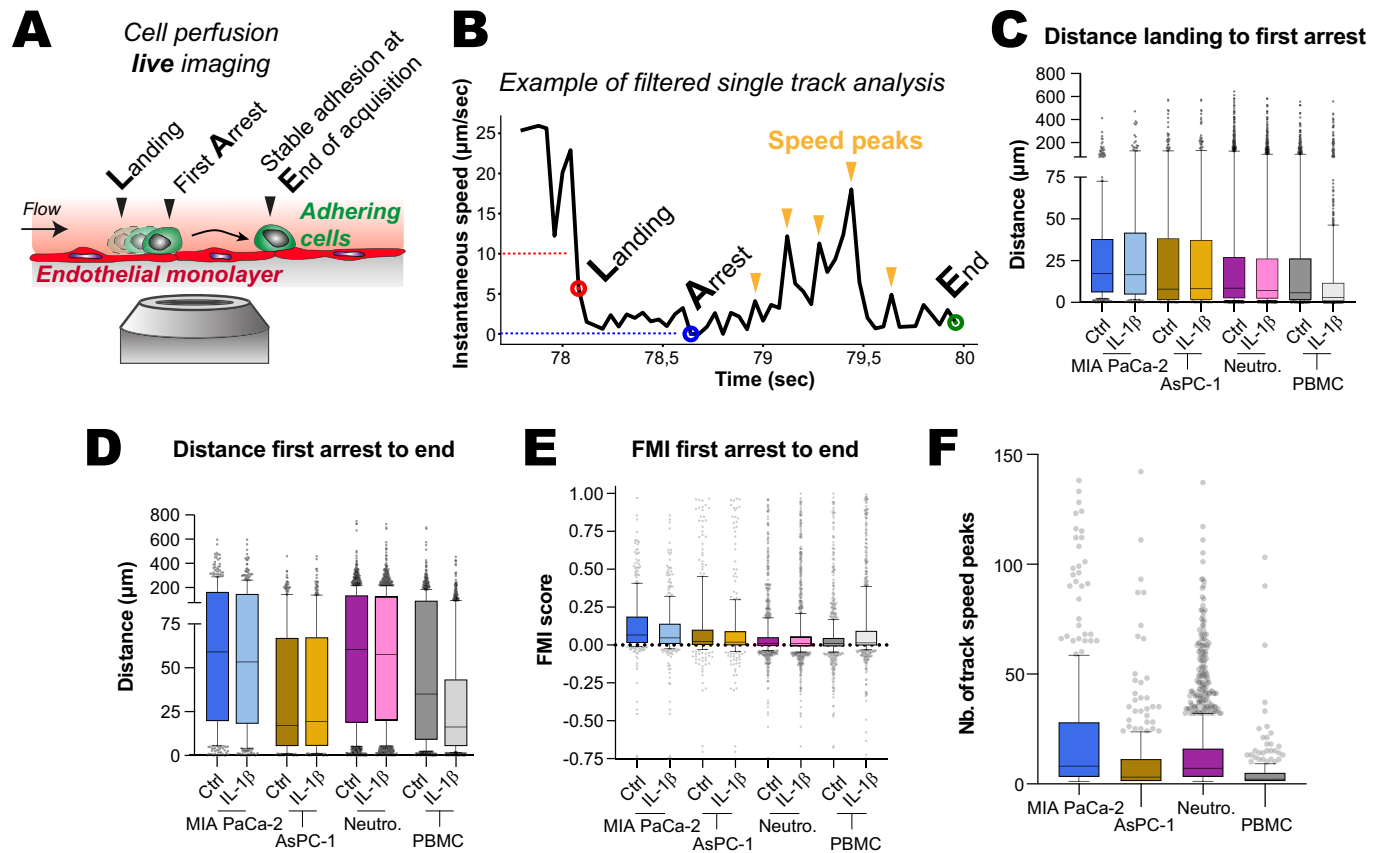 A
Cell perfusion
live imaging
Landing
First Arrest
Stable adhesion at
End of acquisition
Flow
Adhering
cells
Endothelial monolayer
B
Example of filtered single track analysis
Instantaneous speed (µm/sec)
25
20
15
10
5
0
Speed peaks
Landing
Arrest
End
78
78,5
79
79,5
80
Time (sec)
C
Distance landing to first arrest
Distance (µm)
800
600
400
200
75
50
25
0
Ctrl
IL-1β
Ctrl
IL-1β
Ctrl
IL-1β
Ctrl
IL-1β
MIA PaCa-2
AsPC-1
Neutro.
PBMC
D
Distance first arrest to end
Distance (µm)
800
600
400
200
75
50
25
0
Ctrl
IL-1β
Ctrl
IL-1β
Ctrl
IL-1β
Ctrl
IL-1β
MIA PaCa-2
AsPC-1
Neutro.
PBMC
E
FMI first arrest to end
FMI score
1.00
0.75
0.50
0.25
0.00
-0.25
-0.50
-0.75
Ctrl
IL-1β
Ctrl
IL-1β
Ctrl
IL-1β
Ctrl
IL-1β
MIA PaCa-2
AsPC-1
Neutro.
PBMC
F
Nb. of track speed peaks
150
100
50
0
MIA PaCa-2
AsPC-1
Neutro.
PBMC